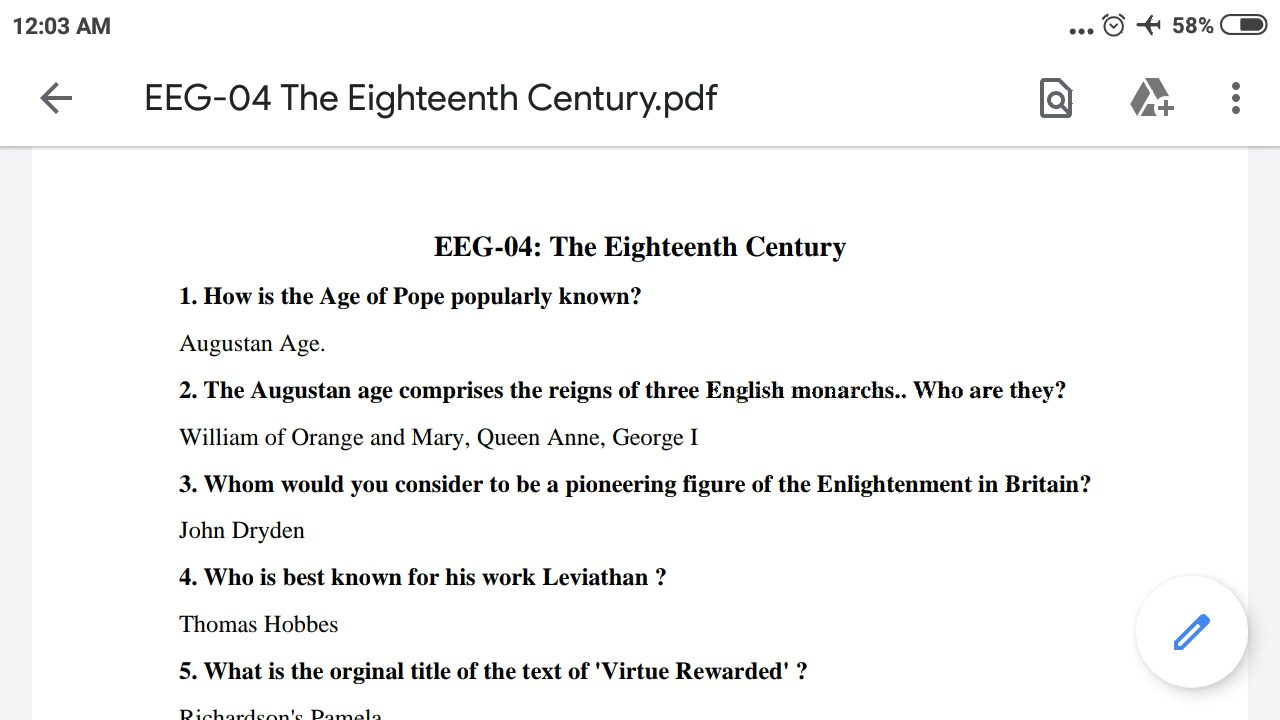 12:03 AM
58%
EEG-04 The Eighteenth Century.pdf
EEG-04: The Eighteenth Century
1. How is the Age of Pope popularly known?
Augustan Age.
2. The Augustan age comprises the reigns of three English monarchs.. Who are they?
William of Orange and Mary, Queen Anne, George I
3. Whom would you consider to be a pioneering figure of the Enlightenment in Britain?
John Dryden
4. Who is best known for his work Leviathan ?
Thomas Hobbes
5. What is the orginal title of the text of 'Virtue Rewarded' ?
Richardson's Pamela